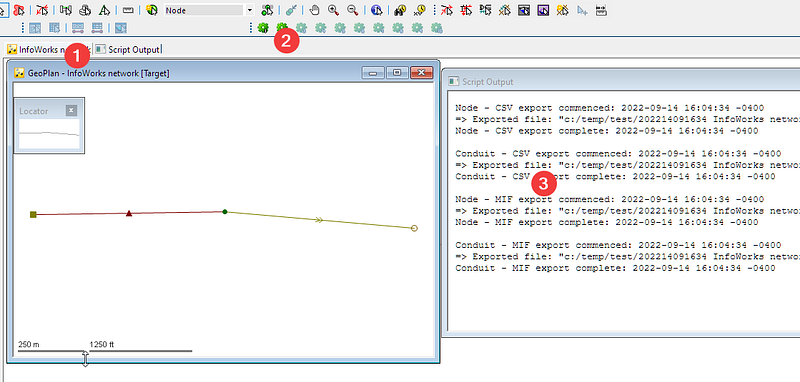 Node
InfoWorks n
Script Output
1
2
GeoPlan - InfoWorks network [Target]
Locator
250 m
1250 ft
Script Output
Node - CSV export commenced: 2022-09-14 16:04:34 -0400
=> Exported file: "c:/temp/test/202214091634 InfoWorks netwo
Node - CSV export complete: 2022-09-14 16:04:34 -0400
Conduit - CSV export commenced: 2022-09-14 16:04:34 -0400
=> Exported file: "c:/temp/test/202214091634 InfoWorks netwo
Conduit - CSV export complete: 2022-09-14 16:04:34 -0400
3
Node - MIF export commenced: 2022-09-14 16:04:34 -0400
=> Exported file: "c:/temp/test/202214091634 InfoWorks netwo
Node - MIF export complete: 2022-09-14 16:04:34 -0400
Conduit - MIF export commenced: 2022-09-14 16:04:34 -0400
=> Exported file: "c:/temp/test/202214091634 InfoWorks netwo
Conduit - MIF export complete: 2022-09-14 16:04:34 -0400